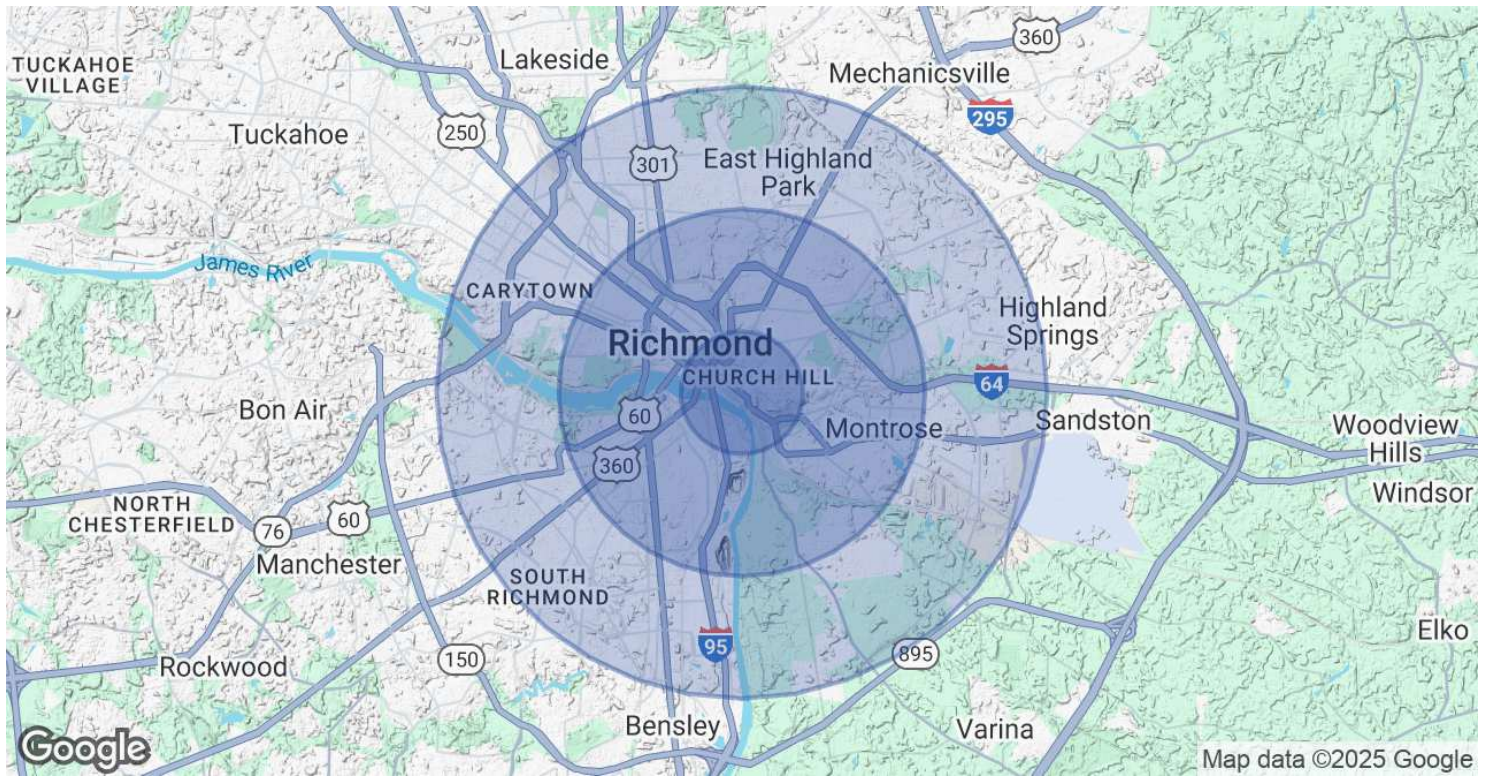 Lakeside
360
TUCKAHOE
VILLAGE
Mechanicsville
295
Tuckahoe
250
301
East Highland
Park
James River
CARYTOWN
Highland
Springs
Richmond
CHURCH HILL
64
Bon Air
60
Montrose
Sandston
Woodview
Hills
360
Windsor
NORTH
CHESTERFIELD
76
60
Manchester
SOUTH
RICHMOND
95
Elko
895
150
Rockwood
Bensley
Varina
Google
Map data ©2025 Google